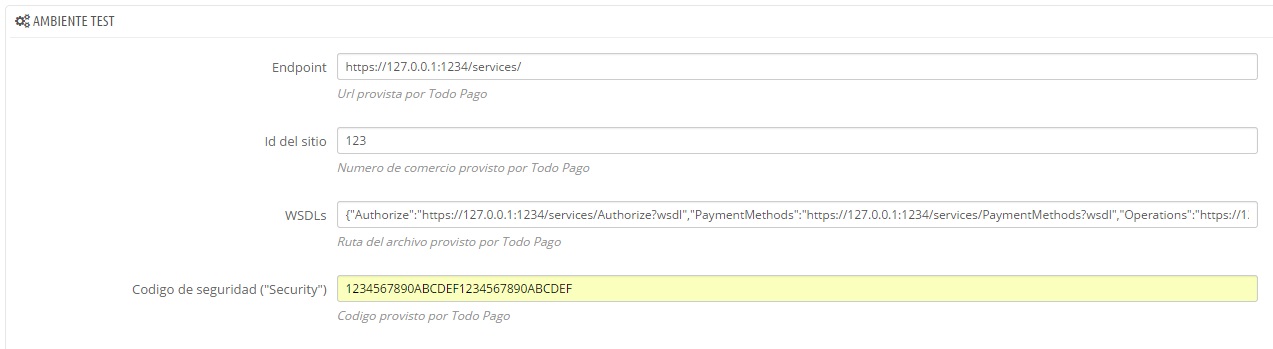 AMBIENTE TEST
Endpoint https://127.0.0.1:1234/services/
Url provista por Todo Pago
Id del sitio 123
Numero de comercio provisto por Todo Pago
WSDLs {"Authorize":"https://127.0.0.1:1234/services/Authorize?wsdl","PaymentMethods":"https://127.0.0.1:1234/services/PaymentMethods?wsdl","Operations":"https://1
Ruta del archivo provisto por Todo Pago
Codigo de seguridad ("Security") 1234567890ABCDEF1234567890ABCDEF
Codigo provisto por Todo Pago